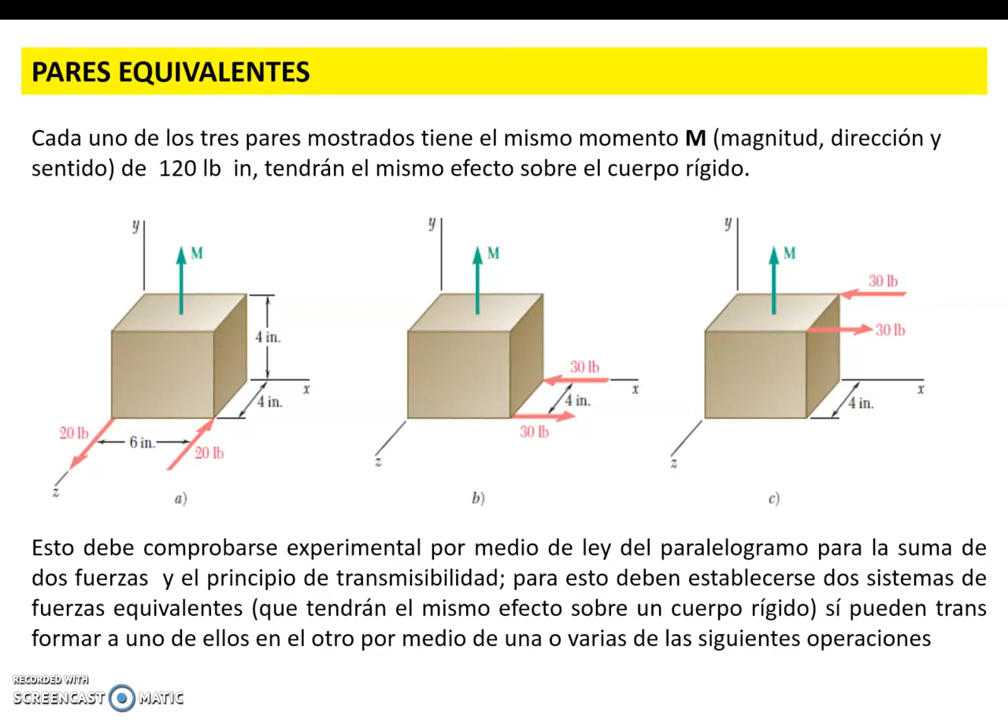 PARES EQUIVALENTES
Cada uno de los tres pares mostrados tiene el mismo momento M (magnitud, dirección y
sentido) de 120 lb in, tendrán el mismo efecto sobre el cuerpo rígido.
y
M
4 in.
x
4 in.
20 lb
6 in.
20 lb
z
a)
y
M
30 lb
x
4 in.
30 lb
z
b)
y
M
30 lb
30 lb
x
4 in.
z
c)
Esto debe comprobarse experimental por medio de ley del paralelogramo para la suma de
dos fuerzas y el principio de transmisibilidad; para esto deben establecerse dos sistemas de
fuerzas equivalentes (que tendrán el mismo efecto sobre un cuerpo rígido) sí pueden trans
formar a uno de ellos en el otro por medio de una o varias de las siguientes operaciones
RECORDED WITH
SCREENCAST MATIC